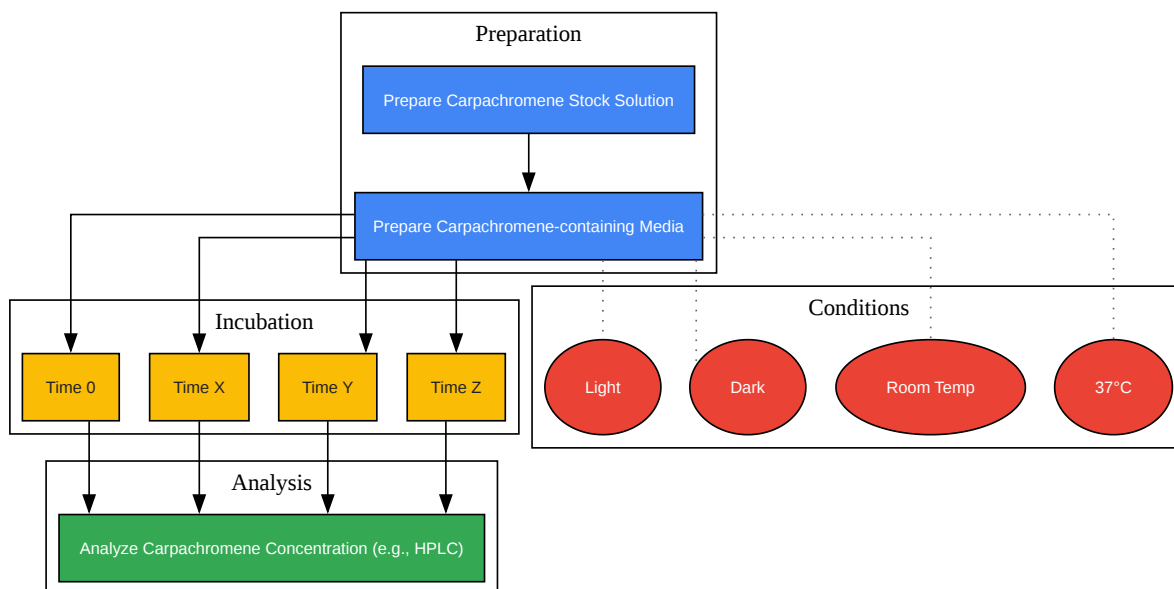 Preparation
Prepare Carpachromene Stock Solution
Prepare Carpachromene-containing Media
Incubation
Time 0
Time X
Time Y
Time Z
Conditions
Light
Dark
Room Temp
37°C
Analysis
Analyze Carpachromene Concentration (e.g., HPLC)